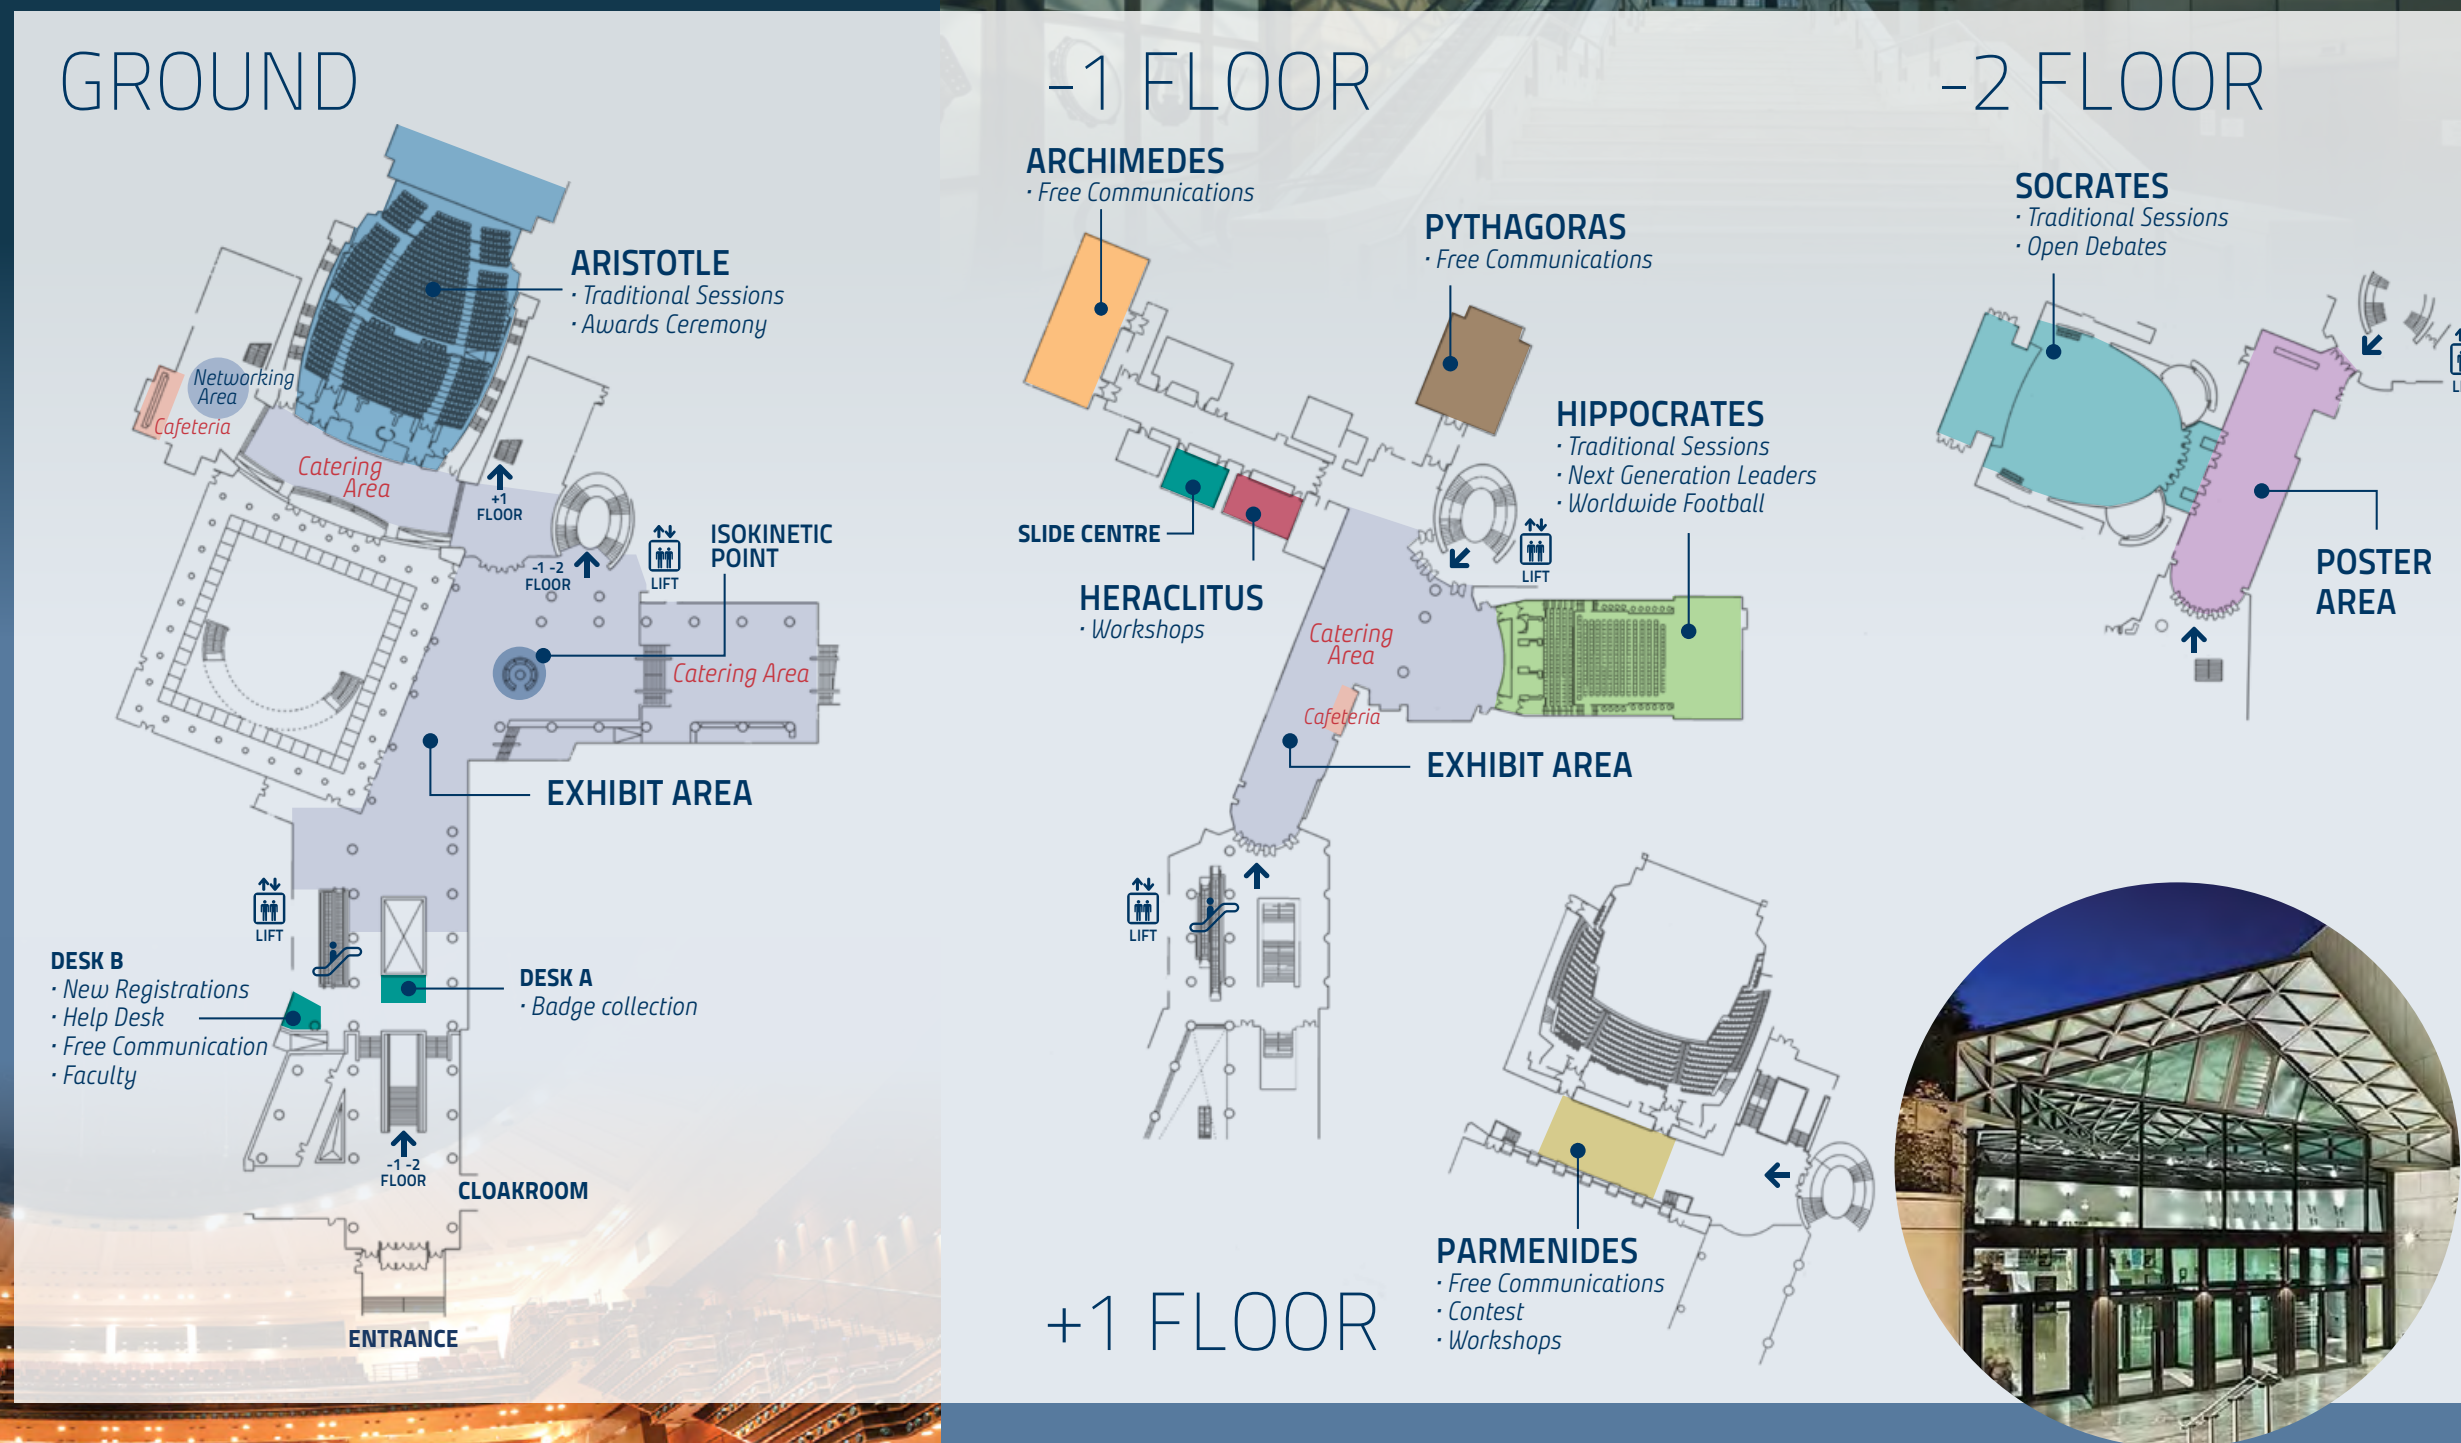 GROUND
ARISTOTLE
· Traditional Sessions
· Awards Ceremony
Networking
Area
Cafeteria
Catering
Area
+1
FLOOR
-1 -2
FLOOR
LIFT
ISOKINETIC
POINT
Catering Area
EXHIBIT AREA
LIFT
DESK B
· New Registrations
· Help Desk
· Free Communication
· Faculty
DESK A
· Badge collection
-1 -2
FLOOR
CLOAKROOM
ENTRANCE
-1 FLOOR
ARCHIMEDES
· Free Communications
PYTHAGORAS
· Free Communications
HIPPOCRATES
· Traditional Sessions
· Next Generation Leaders
· Worldwide Football
SLIDE CENTRE
LIFT
HERACLITUS
· Workshops
Catering
Area
Cafeteria
EXHIBIT AREA
LIFT
+1 FLOOR
PARMENIDES
· Free Communications
· Contest
· Workshops
-2 FLOOR
SOCRATES
· Traditional Sessions
· Open Debates
POSTER
AREA